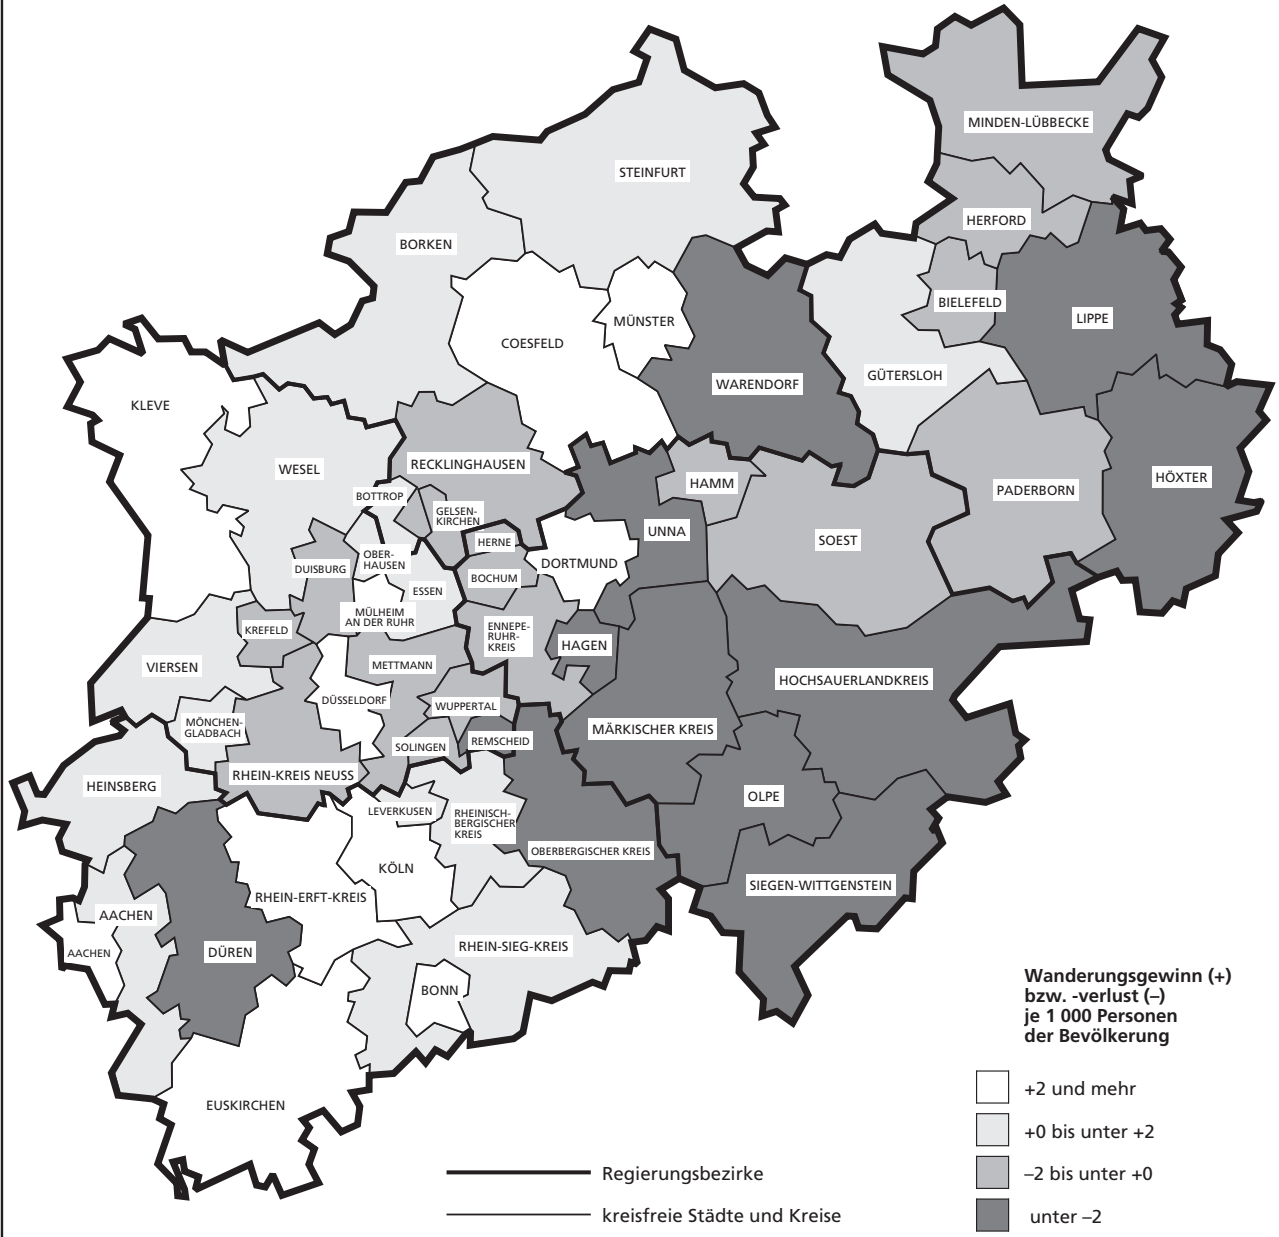 MINDEN-LÜBBECKE
STEINFURT
HERFORD
BORKEN
BIELEFELD
LIPPE
MÜNSTER
COESFELD
GÜTERSLOH
WARENDORF
KLEVE
RECKLINGHAUSEN
WESEL
HÖXTER
HAMM
PADERBORN
BOTTROP
GELSEN-
KIRCHEN
UNNA
SOEST
HERNE
OBER-
HAUSEN
DORTMUND
DUISBURG
BOCHUM
ESSEN
MÜLHEIM
AN DER RUHR
KREFELD
ENNEPE-
RUHR-
KREIS
HAGEN
METTMANN
VIERSEN
HOCHSAUERLANDKREIS
DÜSSELDORF
WUPPERTAL
MÖNCHEN-
GLADBACH
MÄRKISCHER KREIS
REMSCHEID
SOLINGEN
RHEIN-KREIS NEUSS
HEINSBERG
OLPE
LEVERKUSEN
RHEINISCH-
BERGISCHER
KREIS
OBERBERGISCHER KREIS
KÖLN
SIEGEN-WITTGENSTEIN
RHEIN-ERFT-KREIS
AACHEN
RHEIN-SIEG-KREIS
AACHEN
DÜREN
BONN
EUSKIRCHEN
Wanderungsgewinn (+)
bzw. -verlust (–)
je 1 000 Personen
der Bevölkerung
+2 und mehr
+0 bis unter +2
–2 bis unter +0
unter –2
Regierungsbezirke
kreisfreie Städte und Kreise